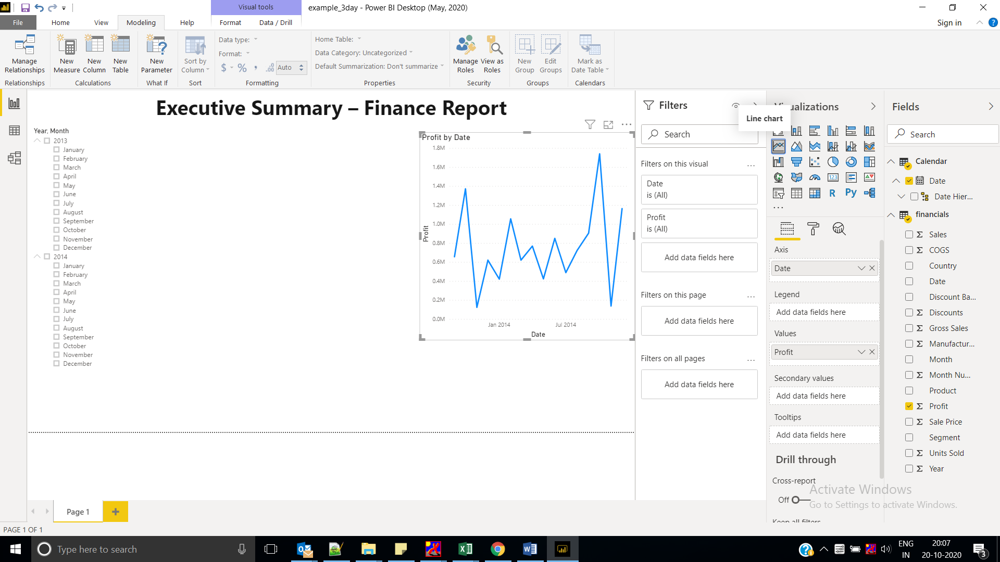 Visual tools
example_3day - Power BI Desktop (May, 2020)
File
Home
View
Modeling
Help
Format
Data / Drill
Sign in
?
Manage
Relationships
New
Measure
New
Column
New
Table
New
Parameter
Sort by
Column
Data type:
Format:
$ % ,
.00
Auto
Home Table:
Data Category: Uncategorized
Default Summarization: Don't summarize
Manage
Roles
View as
Roles
New
Group
Edit
Groups
Mark as
Date Table
Relationships
Calculations
What If
Sort
Formatting
Properties
Security
Groups
Calendars
Executive Summary – Finance Report
Year, Month
2013
January
February
March
April
May
June
July
August
September
October
November
December
2014
January
February
March
April
May
June
July
August
September
October
November
December
Profit by Date
1.8M
1.6M
1.4M
1.2M
1.0M
0.8M
0.6M
0.4M
0.2M
0.0M
Profit
Jan 2014
Jul 2014
Date
Filters
Search
Filters on this visual
...
Date
is (All)
Profit
is (All)
Add data fields here
Filters on this page
...
Add data fields here
Filters on all pages
...
Add data fields here
Visualizations
Line chart
123
R
Py
...
Axis
Date
Legend
Add data fields here
Values
Profit
Secondary values
Add data fields here
Tooltips
Add data fields here
Drill through
Cross-report
Off
Keep all filters
Fields
Search
Calendar
Date
Date Hier...
financials
Σ Sales
Σ COGS
Country
Date
Discount Ba...
Σ Discounts
Σ Gross Sales
Σ Manufactur...
Month
Σ Month Nu...
Product
Σ Profit
Σ Sale Price
Segment
Σ Units Sold
Σ Year
Activate Windows
Go to Settings to activate Windows.
Page 1
+
PAGE 1 OF 1
Type here to search
ENG
IN
20:07
20-10-2020
3